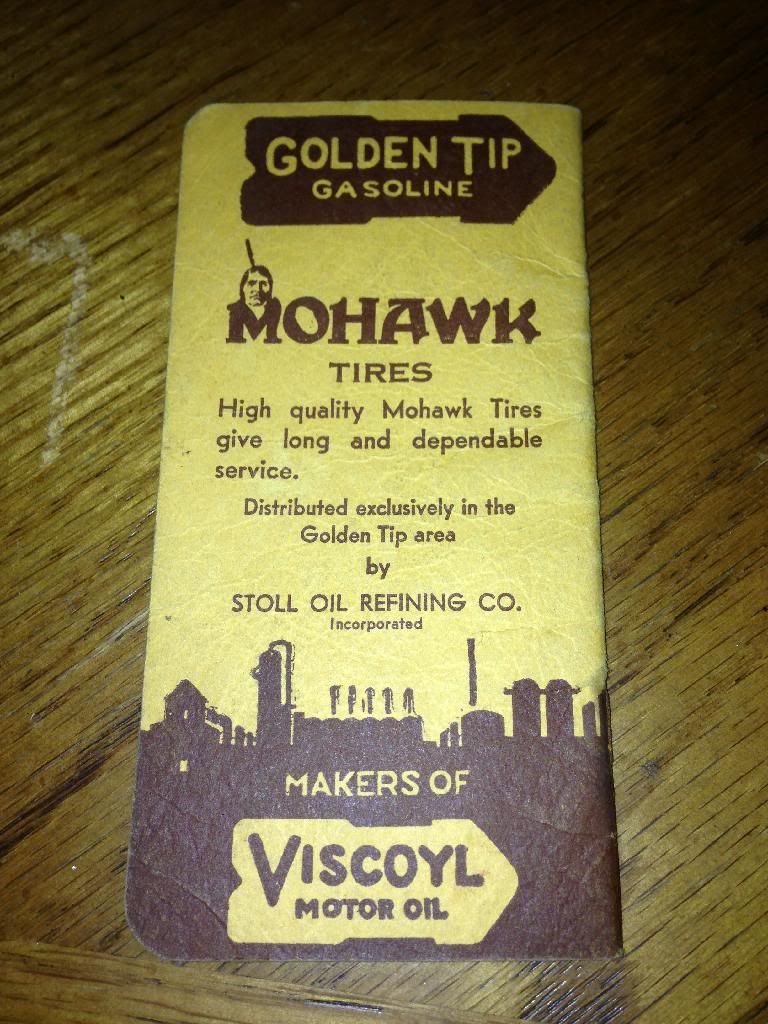 GOLDEN TIP
GASOLINE
MOHAWK
TIRES
High quality Mohawk Tires
give long and dependable
service.
Distributed exclusively in the
Golden Tip area
by
STOLL OIL REFINING CO.
Incorporated
MAKERS OF
VISCOYL
MOTOR OIL